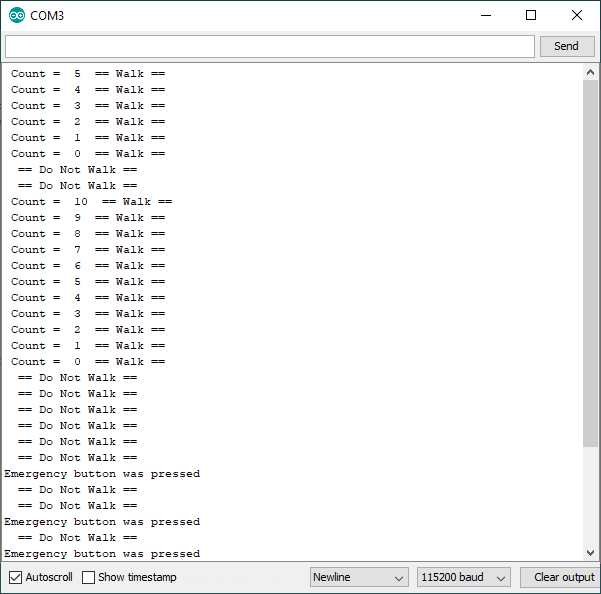 COM3
Send
Count =  5  == Walk ==
Count =  4  == Walk ==
Count =  3  == Walk ==
Count =  2  == Walk ==
Count =  1  == Walk ==
Count =  0  == Walk ==
== Do Not Walk ==
== Do Not Walk ==
Count =  10  == Walk ==
Count =  9  == Walk ==
Count =  8  == Walk ==
Count =  7  == Walk ==
Count =  6  == Walk ==
Count =  5  == Walk ==
Count =  4  == Walk ==
Count =  3  == Walk ==
Count =  2  == Walk ==
Count =  1  == Walk ==
Count =  0  == Walk ==
== Do Not Walk ==
== Do Not Walk ==
== Do Not Walk ==
== Do Not Walk ==
== Do Not Walk ==
== Do Not Walk ==
Emergency button was pressed
== Do Not Walk ==
== Do Not Walk ==
Emergency button was pressed
== Do Not Walk ==
Emergency button was pressed
Autoscroll Show timestamp Newline 115200 baud Clear output